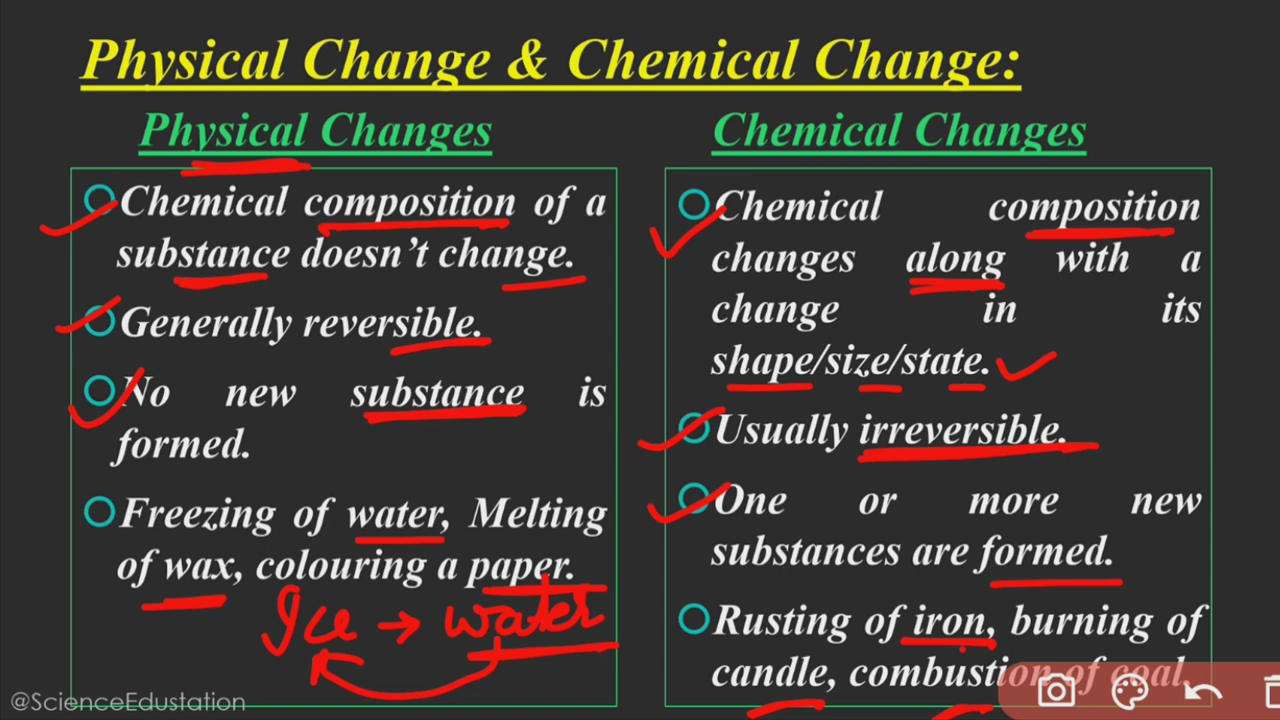 Physical Change & Chemical Change:
Physical Changes
Chemical composition of a
substance doesn't change.
Generally reversible.
No new substance is
formed.
Freezing of water, Melting
of wax, colouring a paper.
Ice → water
Chemical Changes
Chemical composition
changes along with a
change in its
shape/size/state.
Usually irreversible.
One or more new
substances are formed.
Rusting of iron, burning of
candle, combustion of coal.
@ScienceEdustation